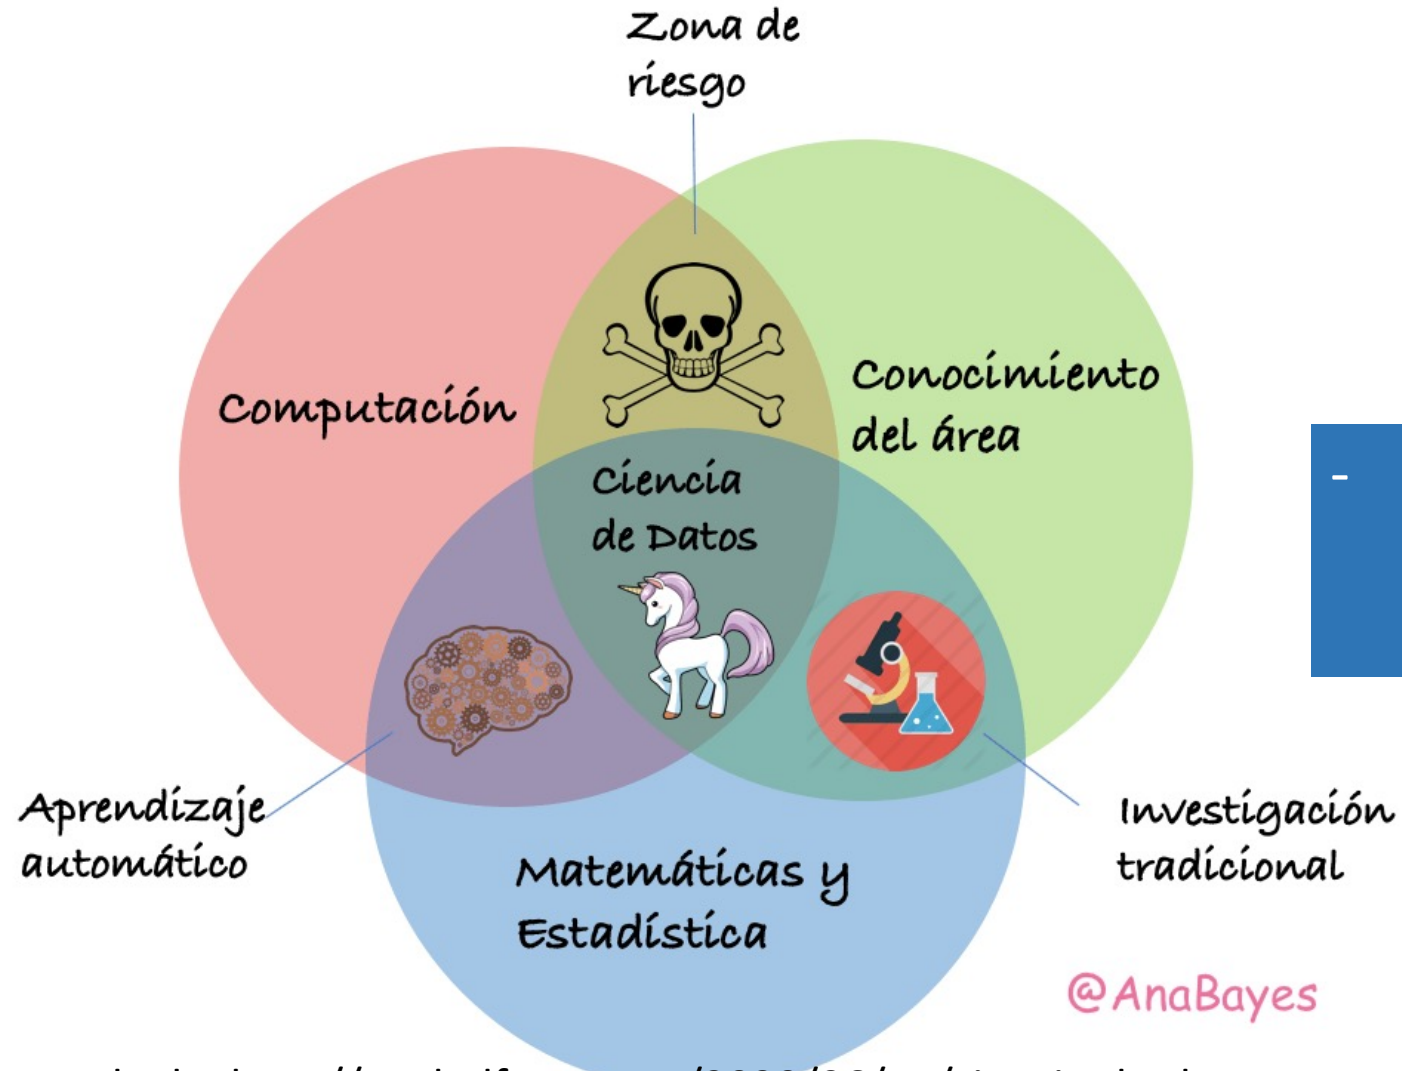 Zona de
riesgo
Computación
Conocimiento
del área
Ciencia
de Datos
-
Aprendizaje
automático
Investigación
tradicional
Matemáticas y
Estadística
@AnaBayes